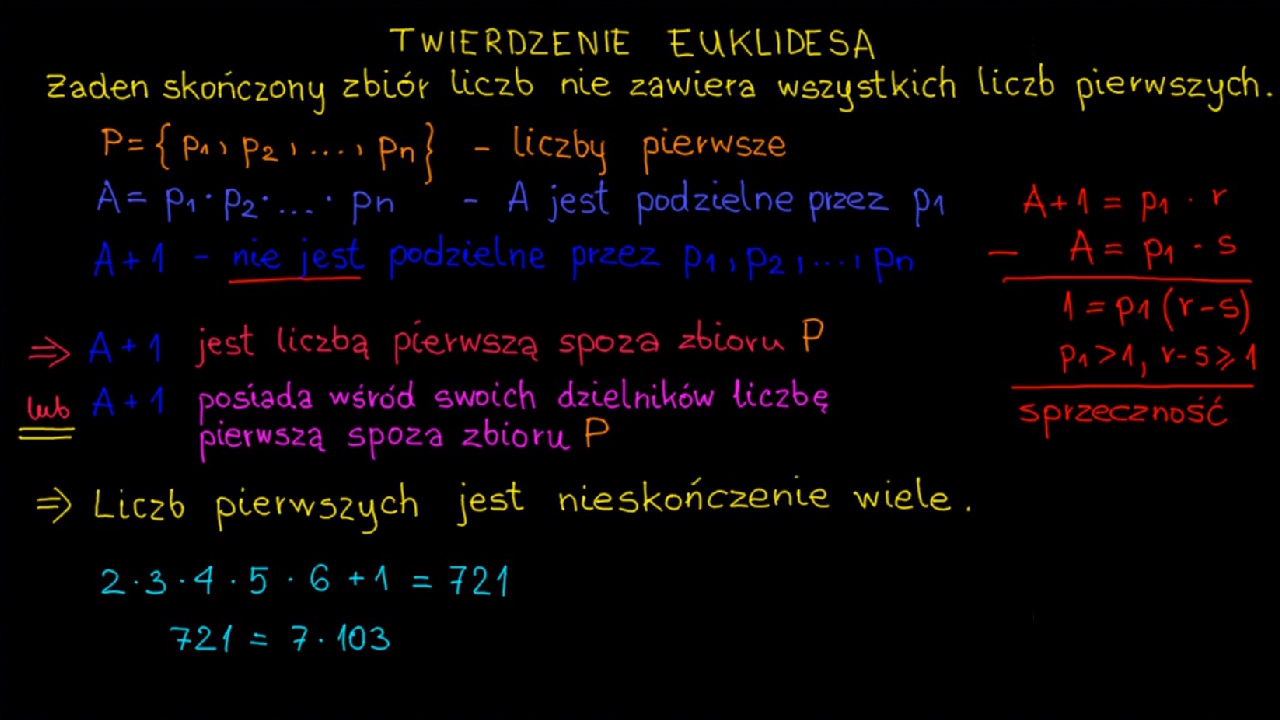 TWIERDZENIE EUKLIDESA
Żaden skończony zbiór liczb nie zawiera wszystkich liczb pierwszych.
P = { p1, p2, ..., pn} - liczby pierwsze
A = p1 · p2 · ... · pn - A jest podzielne przez p1
A+1 - nie jest podzielne przez p1, p2, ..., pn
A+1 = p1 · r
- A = p1 · s
1 = p1 (r-s)
p1 > 1, r-s ⩾ 1
sprzeczność
⇒ A+1 jest liczbą pierwszą spoza zbioru P
lub A+1 posiada wśród swoich dzielników liczbę
pierwszą spoza zbioru P
⇒ Liczb pierwszych jest nieskończenie wiele.
2·3·4·5·6+1 = 721
721 = 7·103